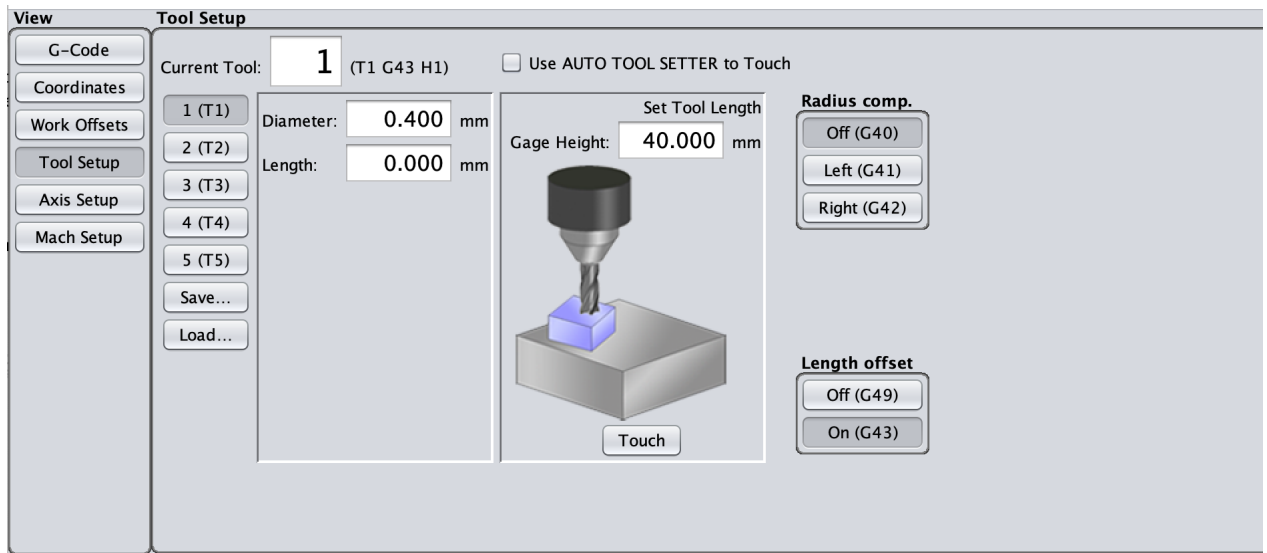 View
G-Code
Coordinates
Work Offsets
Tool Setup
Axis Setup
Mach Setup
Tool Setup
Current Tool: 1 (T1 G43 H1)
Use AUTO TOOL SETTER to Touch
1 (T1)
2 (T2)
3 (T3)
4 (T4)
5 (T5)
Save...
Load...
Diameter: 0.400 mm
Length: 0.000 mm
Set Tool Length
Gage Height: 40.000 mm
Touch
Radius comp.
Off (G40)
Left (G41)
Right (G42)
Length offset
Off (G49)
On (G43)